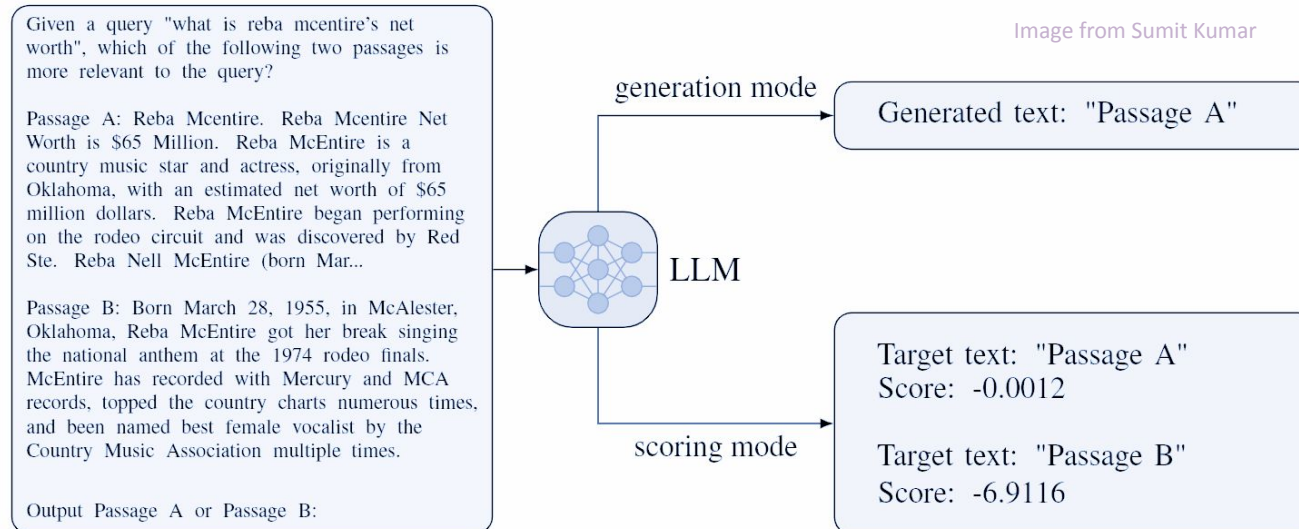 Given a query "what is reba mcentire's net
worth", which of the following two passages is
more relevant to the query?
Passage A: Reba Mcentire. Reba Mcentire Net
Worth is $65 Million. Reba McEntire is a
country music star and actress, originally from
Oklahoma, with an estimated net worth of $65
million dollars. Reba McEntire began performing
on the rodeo circuit and was discovered by Red
Ste. Reba Nell McEntire (born Mar...
Passage B: Born March 28, 1955, in McAlester,
Oklahoma, Reba McEntire got her break singing
the national anthem at the 1974 rodeo finals.
McEntire has recorded with Mercury and MCA
records, topped the country charts numerous times,
and been named best female vocalist by the
Country Music Association multiple times.
Output Passage A or Passage B:
LLM
generation mode
scoring mode
Image from Sumit Kumar
Generated text: "Passage A"
Target text: "Passage A"
Score: -0.0012
Target text: "Passage B"
Score: -6.9116